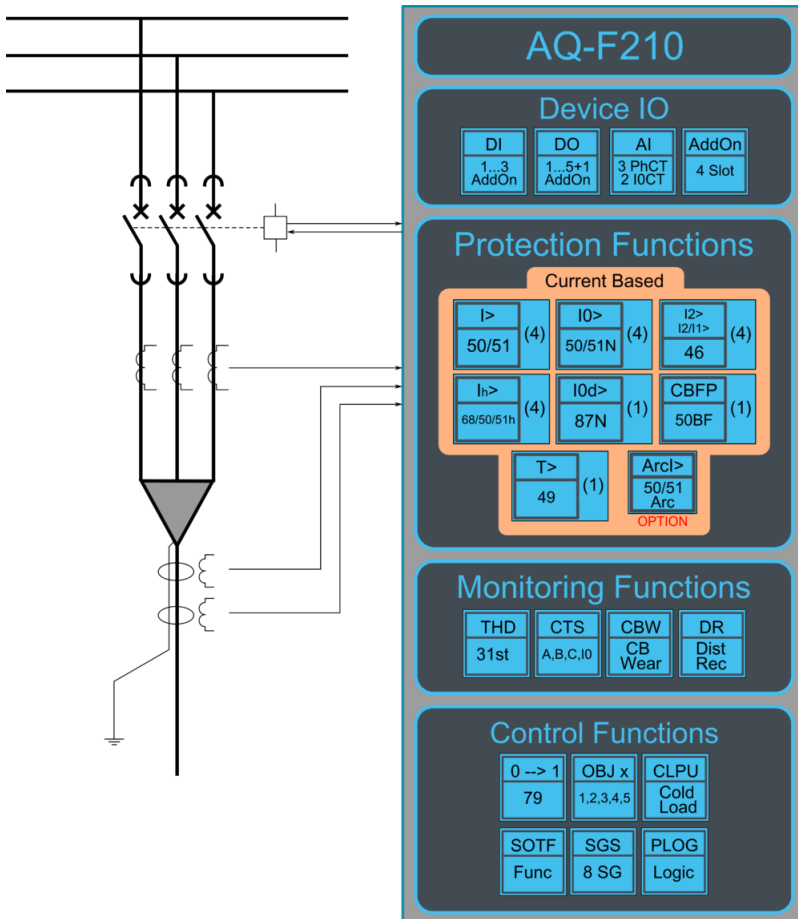 AQ-F210
Device IO
DI
1...3
AddOn
DO
1...5+1
AddOn
AI
3 PhCT
2 I0CT
AddOn
4 Slot
Protection Functions
Current Based
I>
50/51
(4)
I0>
50/51N
(4)
I2>
I2/I1>
46
(4)
Ih>
68/50/51h
(4)
I0d>
87N
(1)
CBFP
50BF
(1)
T>
49
(1)
ArcI>
50/51
Arc
OPTION
Monitoring Functions
THD
31st
CTS
A,B,C,I0
CBW
CB
Wear
DR
Dist
Rec
Control Functions
0 --> 1
79
OBJ x
1,2,3,4,5
CLPU
Cold
Load
SOTF
Func
SGS
8 SG
PLOG
Logic